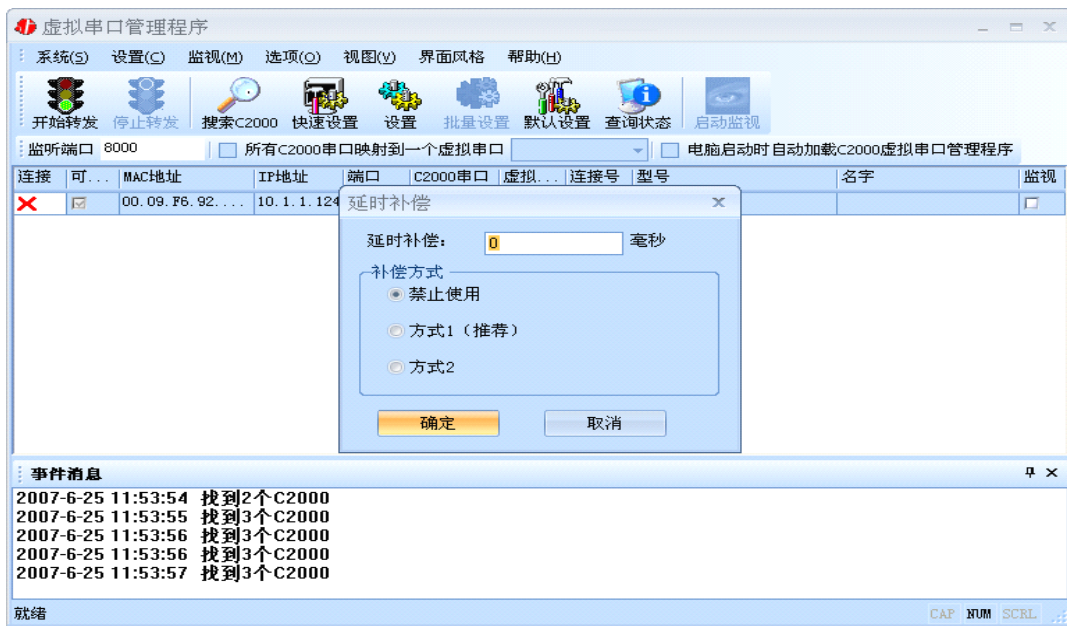 虚拟串口管理程序
系统(S) 设置(C) 监视(M) 选项(O) 视图(V) 界面风格 帮助(H)
开始转发 停止转发 搜索C2000 快速设置 设置 批量设置 默认设置 查询状态 启动监视
监听端口 8000 所有C2000串口映射到一个虚拟串口 电脑启动时自动加载C2000虚拟串口管理程序
连接 可... MAC地址 IP地址 端口 C2000串口 虚拟... 连接号 型号 名字 监视
00.09.F6.92.... 10.1.1.124
延时补偿
延时补偿: 0 毫秒
补偿方式
禁止使用
方式1（推荐）
方式2
确定 取消
事件消息
2007-6-25 11:53:54 找到2个C2000
2007-6-25 11:53:55 找到3个C2000
2007-6-25 11:53:56 找到3个C2000
2007-6-25 11:53:56 找到3个C2000
2007-6-25 11:53:57 找到3个C2000
就绪 CAP NUM SCRL